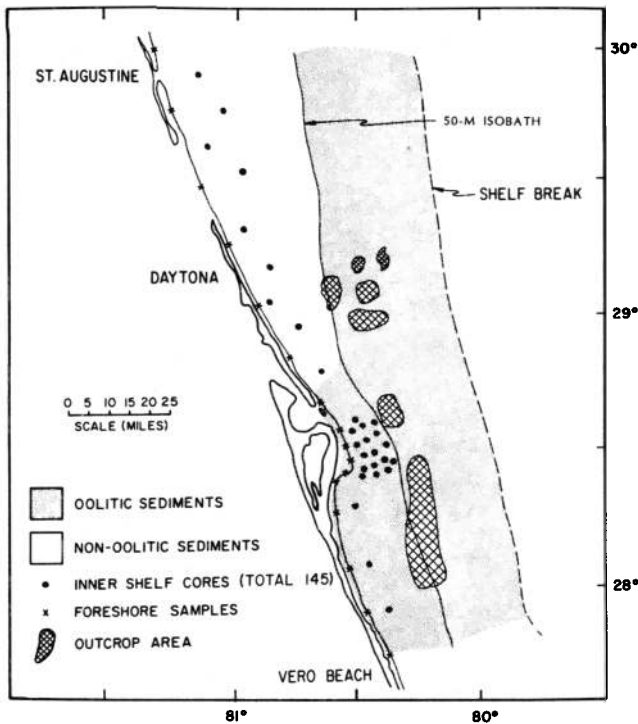 30°
ST. AUGUSTINE
50-M ISOBATH
SHELF BREAK
DAYTONA
29°
0 5 10 15 20 25
SCALE (MILES)
OOLITIC SEDIMENTS
NON-OOLITIC SEDIMENTS
INNER SHELF CORES (TOTAL 145)
28°
FORESHORE SAMPLES
OUTCROP AREA
VERO BEACH
81°
80°